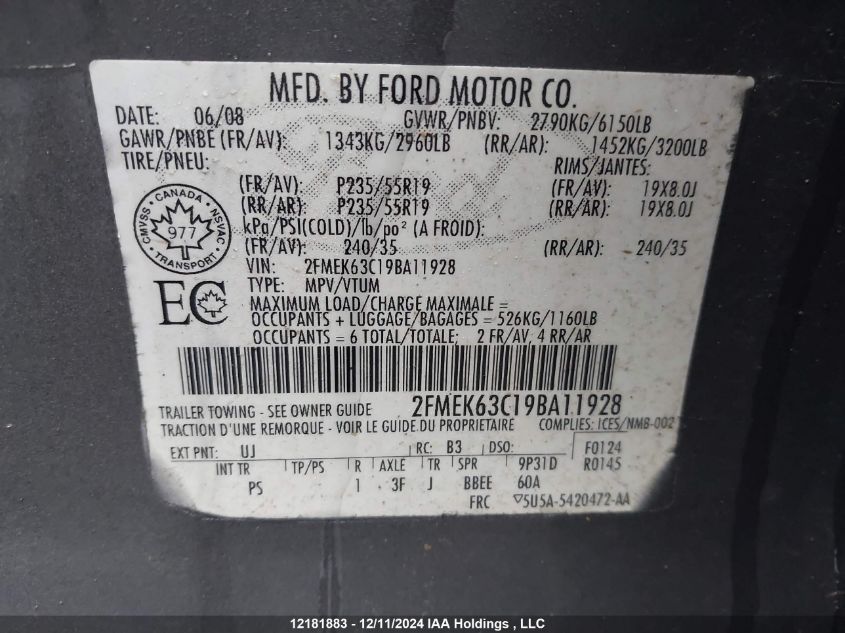 MFD. BY FORD MOTOR CO.
DATE: 06/08 GVWR/PNBV: 2790KG/6150LB
GAWR/PNBE (FR/AV): 1343KG/2960LB (RR/AR): 1452KG/3200LB
TIRE/PNEU: RIMS/JANTES:
(FR/AV): P235/55R19 (FR/AV): 19X8.0J
(RR/AR): P235/55R19 (RR/AR): 19X8.0J
kPa/PSI(COLD)/lb/po² (A FROID):
(FR/AV): 240/35 (RR/AR): 240/35
CANADA
CMVSS NSVAC
977
TRANSPORT
VIN: 2FMEK63C19BA11928
TYPE: MPV/VTUM
EC
MAXIMUM LOAD/CHARGE MAXIMALE =
OCCUPANTS + LUGGAGE/BAGAGES = 526KG/1160LB
OCCUPANTS = 6 TOTAL/TOTALE; 2 FR/AV, 4 RR/AR
TRAILER TOWING - SEE OWNER GUIDE 2FMEK63C19BA11928
TRACTION D'UNE REMORQUE - VOIR LE GUIDE DU PROPRIETAIRE COMPLIES: ICES/NMB-002
EXT PNT: UJ RC: B3 DSO: F0124
INT TR TP/PS R AXLE TR SPR 9P31D R0145
PS 1 3F J BBEE 60A
FRC ▽5U5A-5420472-AA
Ford
12181883 - 12/11/2024 IAA Holdings , LLC